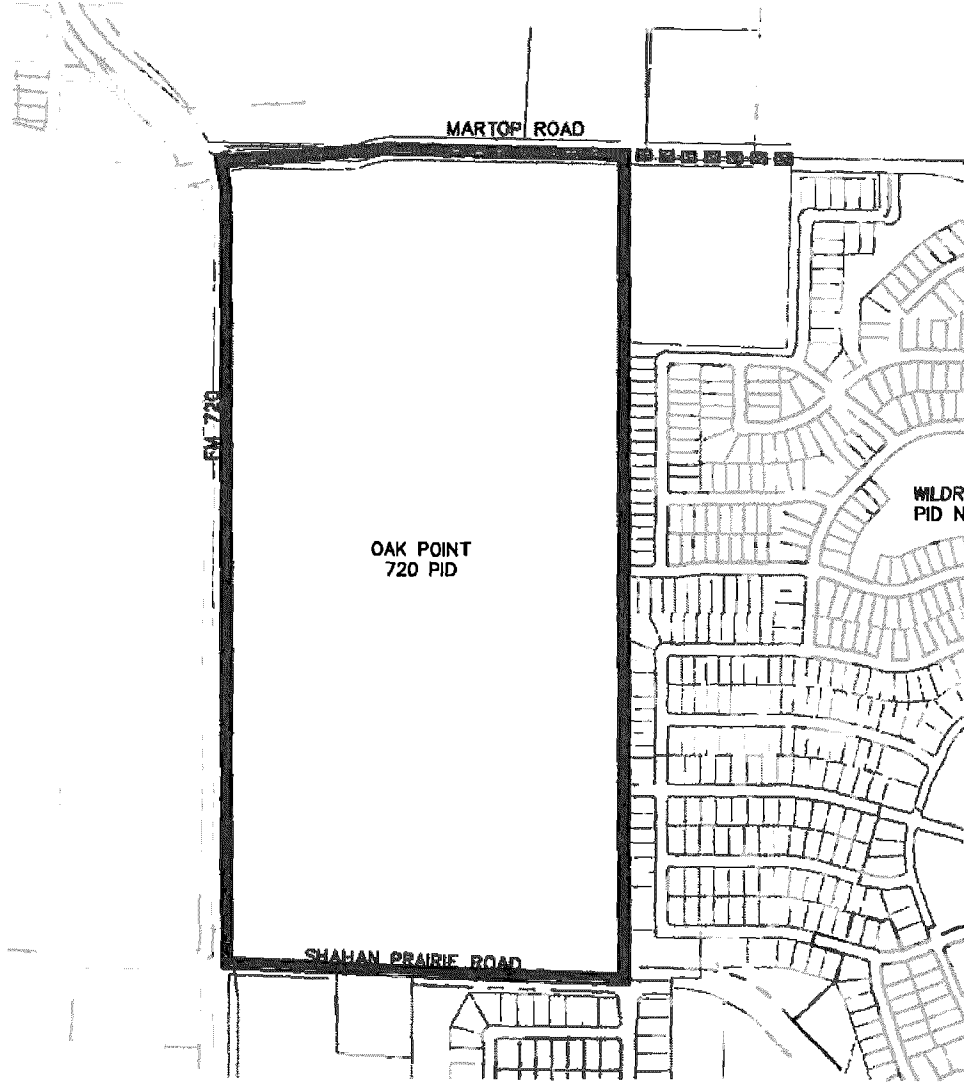 MARTOP ROAD
FM 720
OAK POINT
720 PID
WILDR
PID N
SHAHAN PRAIRIE ROAD